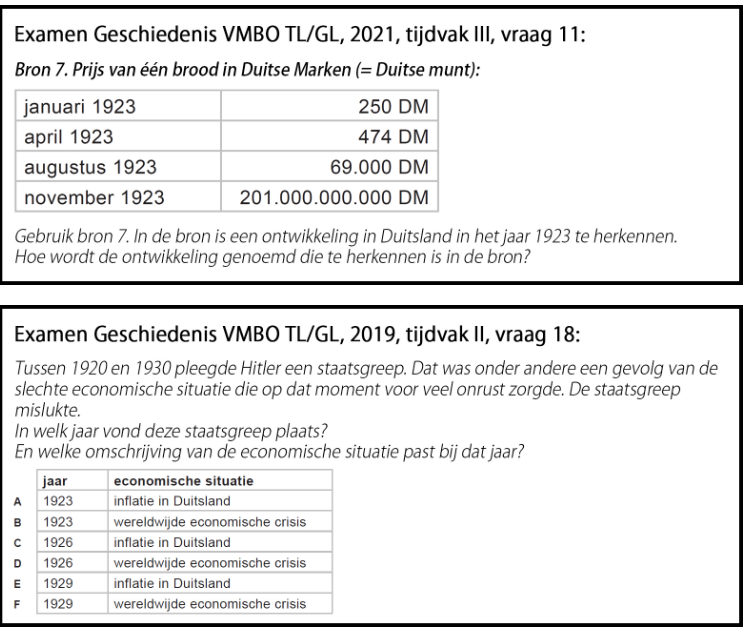 Examen Geschiedenis VMBO TL/GL, 2021, tijdvak III, vraag 11:
Bron 7. Prijs van één brood in Duitse Marken (= Duitse munt):
januari 1923 250 DM
april 1923 474 DM
augustus 1923 69.000 DM
november 1923 201.000.000.000 DM
Gebruik bron 7. In de bron is een ontwikkeling in Duitsland in het jaar 1923 te herkennen.
Hoe wordt de ontwikkeling genoemd die te herkennen is in de bron?
Examen Geschiedenis VMBO TL/GL, 2019, tijdvak II, vraag 18:
Tussen 1920 en 1930 pleegde Hitler een staatsgreep. Dat was onder andere een gevolg van de
slechte economische situatie die op dat moment voor veel onrust zorgde. De staatsgreep
mislukte.
In welk jaar vond deze staatsgreep plaats?
En welke omschrijving van de economische situatie past bij dat jaar?
jaar economische situatie
A 1923 inflatie in Duitsland
B 1923 wereldwijde economische crisis
C 1926 inflatie in Duitsland
D 1926 wereldwijde economische crisis
E 1929 inflatie in Duitsland
F 1929 wereldwijde economische crisis